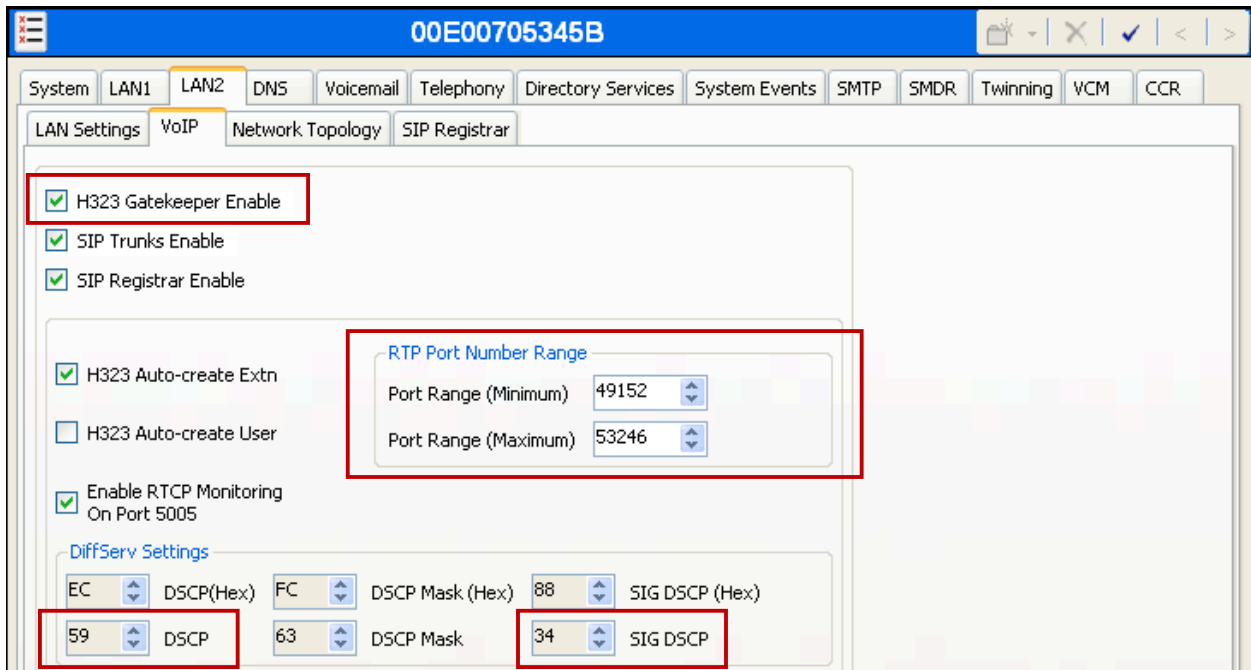 00E00705345B
System LAN1 LAN2 DNS Voicemail Telephony Directory Services System Events SMTP SMDR Twinning VCM CCR
LAN Settings VoIP Network Topology SIP Registrar
H323 Gatekeeper Enable
SIP Trunks Enable
SIP Registrar Enable
RTP Port Number Range
H323 Auto-create Extn
Port Range (Minimum) 49152
H323 Auto-create User
Port Range (Maximum) 53246
Enable RTCP Monitoring
On Port 5005
DiffServ Settings
EC DSCP(Hex) FC DSCP Mask (Hex) 88 SIG DSCP (Hex)
59 DSCP 63 DSCP Mask 34 SIG DSCP